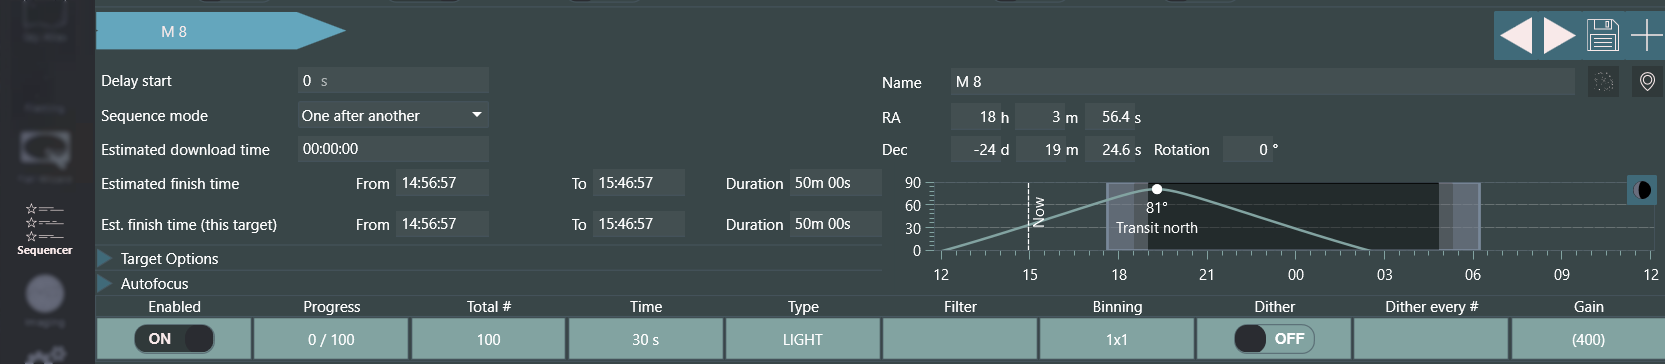 M 8
Delay start 0 s
Sequence mode One after another
Estimated download time 00:00:00
Estimated finish time From 14:56:57 To 15:46:57 Duration 50m 00s
Est. finish time (this target) From 14:56:57 To 15:46:57 Duration 50m 00s
Target Options
Autofocus
Name M 8
RA 18 h 3 m 56.4 s
Dec -24 d 19 m 24.6 s Rotation 0 °
90
60
30
0
Now
81°
Transit north
12 15 18 21 00 03 06 09 12
Sequencer
Enabled Progress Total # Time Type Filter Binning Dither Dither every # Gain
ON 0 / 100 100 30 s LIGHT 1x1 OFF (400)